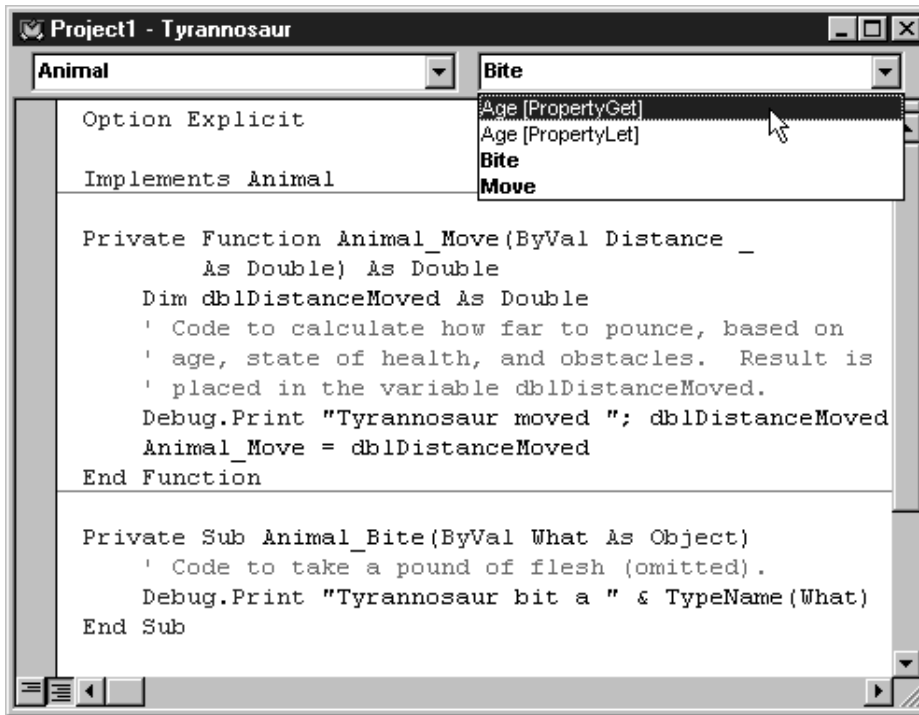 Project1 - Tyrannosaur
Animal
Bite
Age [PropertyGet]
Age [PropertyLet]
Bite
Move
Option Explicit
Implements Animal
Private Function Animal_Move(ByVal Distance _
As Double) As Double
Dim dblDistanceMoved As Double
' Code to calculate how far to pounce, based on
' age, state of health, and obstacles.  Result is
' placed in the variable dblDistanceMoved.
Debug.Print "Tyrannosaur moved "; dblDistanceMoved
Animal_Move = dblDistanceMoved
End Function
Private Sub Animal_Bite(ByVal What As Object)
' Code to take a pound of flesh (omitted).
Debug.Print "Tyrannosaur bit a " & TypeName(What)
End Sub